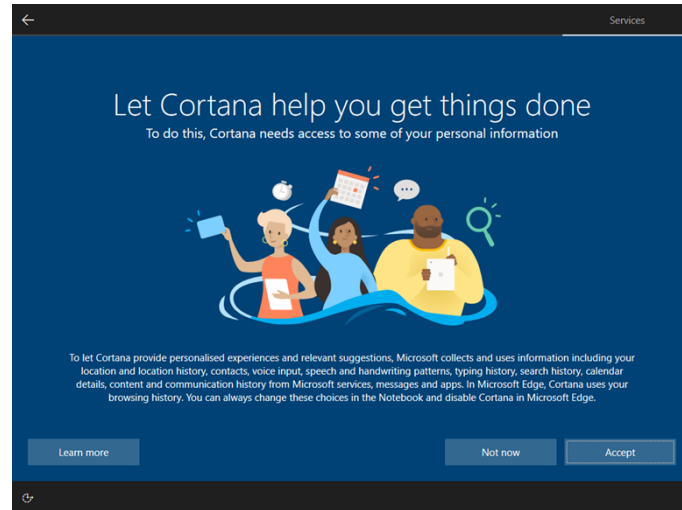 Services
Let Cortana help you get things done
To do this, Cortana needs access to some of your personal information
To let Cortana provide personalised experiences and relevant suggestions, Microsoft collects and uses information including your
location and location history, contacts, voice input, speech and handwriting patterns, typing history, search history, calendar
details, content and communication history from Microsoft services, messages and apps. In Microsoft Edge, Cortana uses your
browsing history. You can always change these choices in the Notebook and disable Cortana in Microsoft Edge.
Learn more
Not now
Accept